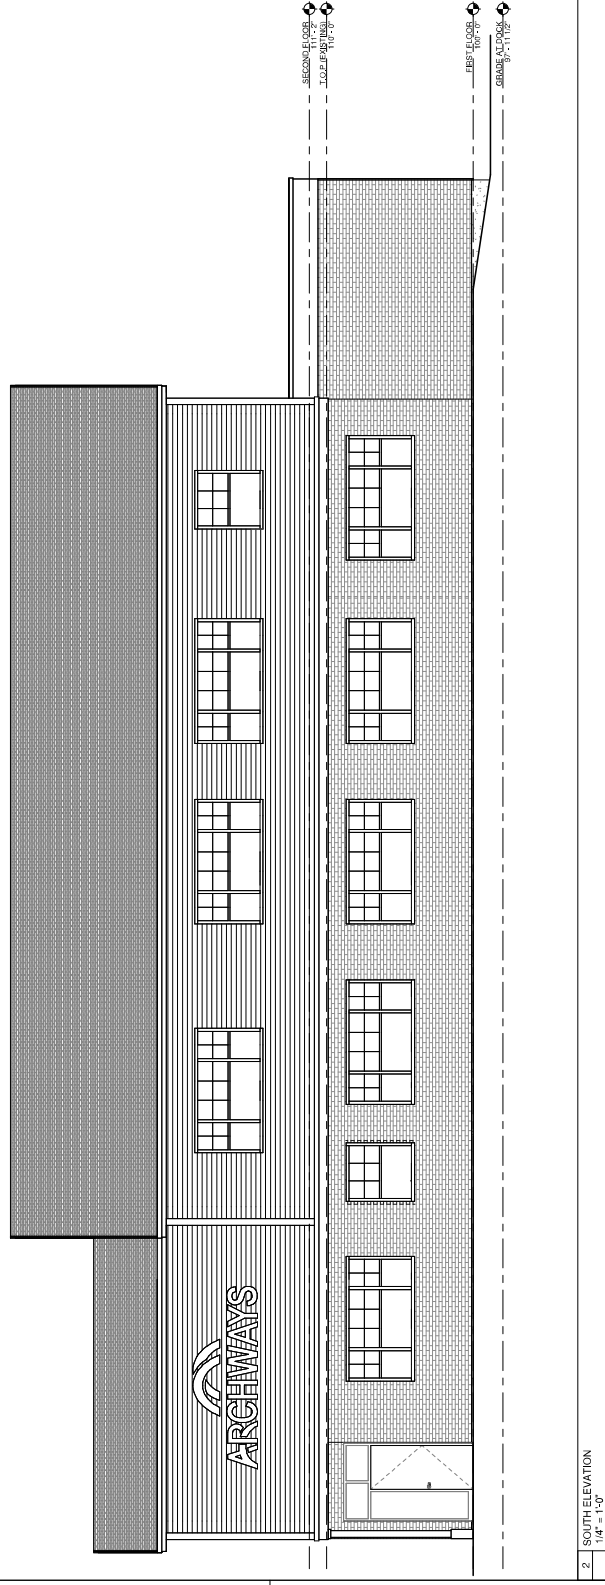 SECOND FLOOR
111' - 2"
T.O.P (EXISTING)
110' - 0"
FIRST FLOOR
100' - 0"
GRADE AT DOCK
97' - 11 1/2"
ARCHWAYS
2
SOUTH ELEVATION
1/4" = 1'-0"